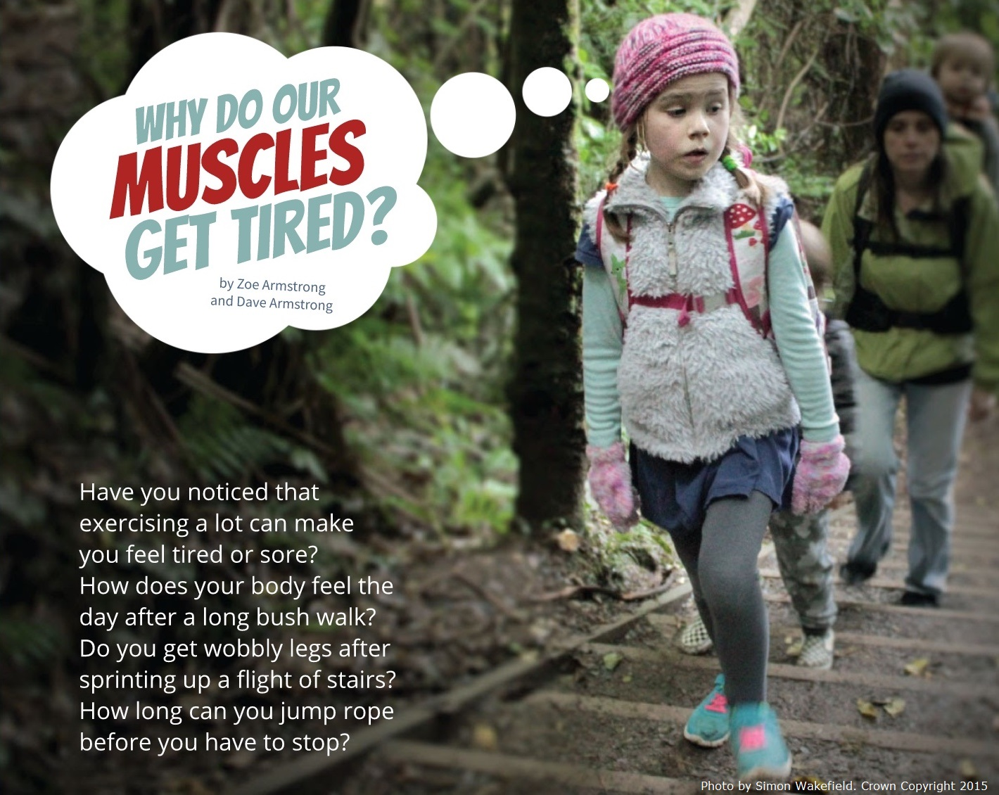 WHY DO OUR
MUSCLES
GET TIRED?
by Zoe Armstrong
and Dave Armstrong
Have you noticed that
exercising a lot can make
you feel tired or sore?
How does your body feel the
day after a long bush walk?
Do you get wobbly legs after
sprinting up a flight of stairs?
How long can you jump rope
before you have to stop?
Photo by Simon Wakefield. Crown Copyright 2015